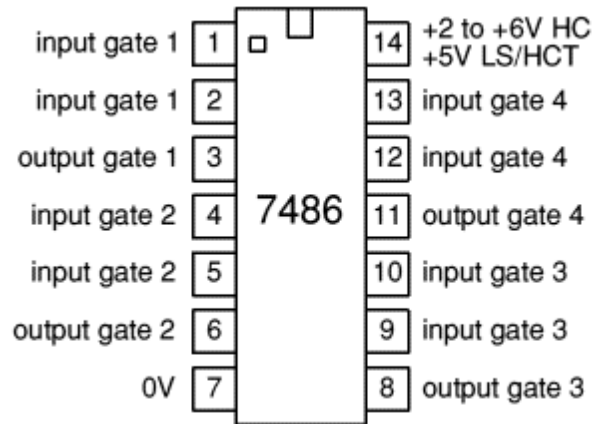 input gate 1 1
input gate 1 2
output gate 1 3
input gate 2 4
input gate 2 5
output gate 2 6
0V 7
7486
14 +2 to +6V HC
+5V LS/HCT
13 input gate 4
12 input gate 4
11 output gate 4
10 input gate 3
9 input gate 3
8 output gate 3